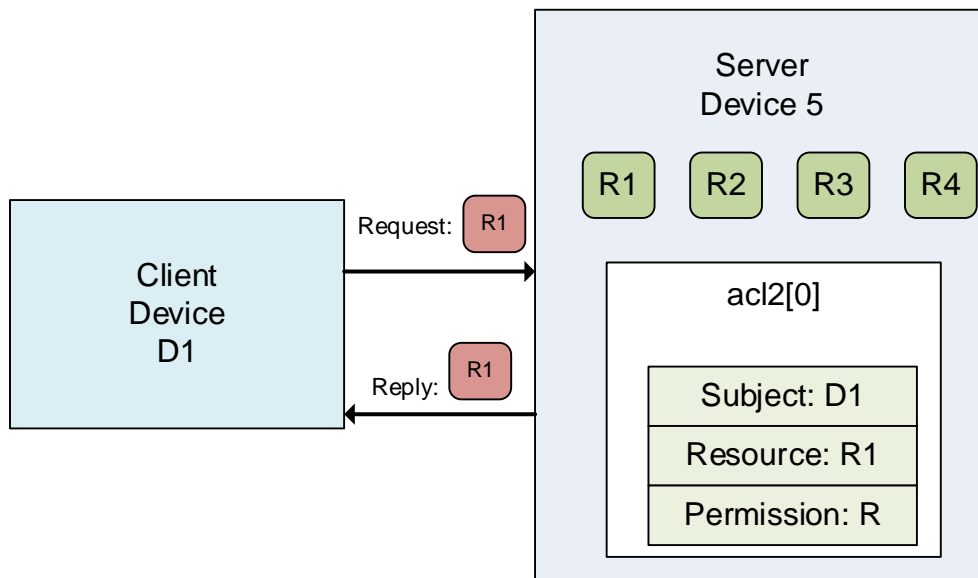 Server
Device 5
R1 R2 R3 R4
Request: R1
Client
Device
D1
Reply: R1
acl2[0]
Subject: D1
Resource: R1
Permission: R